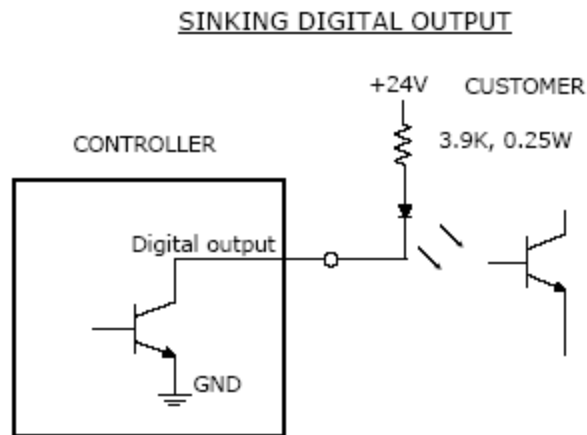 SINKING DIGITAL OUTPUT
+24V CUSTOMER
3.9K, 0.25W
CONTROLLER
Digital output
GND